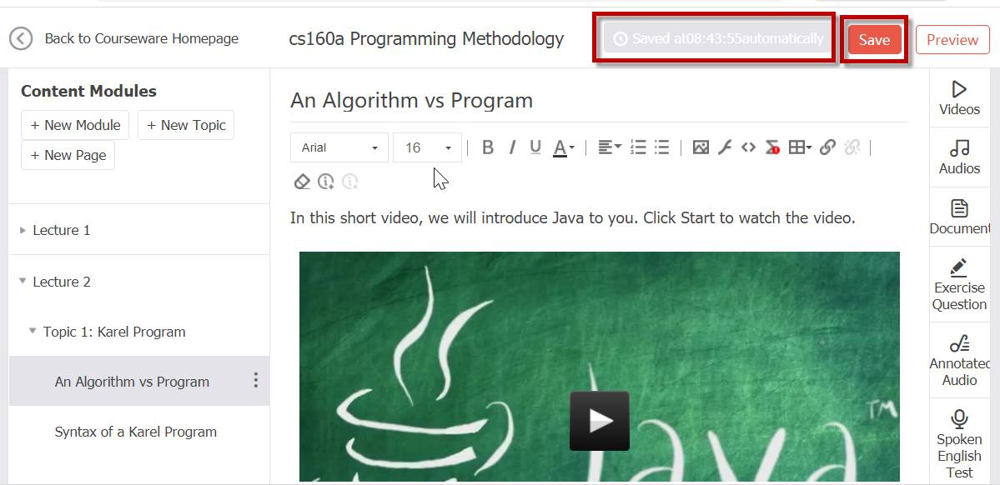 Back to Courseware Homepage
cs160a Programming Methodology
Saved at08:43:55automatically
Save
Preview
Content Modules
+ New Module
+ New Topic
+ New Page
Lecture 1
Lecture 2
Topic 1: Karel Program
An Algorithm vs Program
Syntax of a Karel Program
An Algorithm vs Program
Arial
16
B I U A
In this short video, we will introduce Java to you. Click Start to watch the video.
Java
TM
Videos
Audios
Document
Exercise
Question
Annotated
Audio
Spoken
English
Test